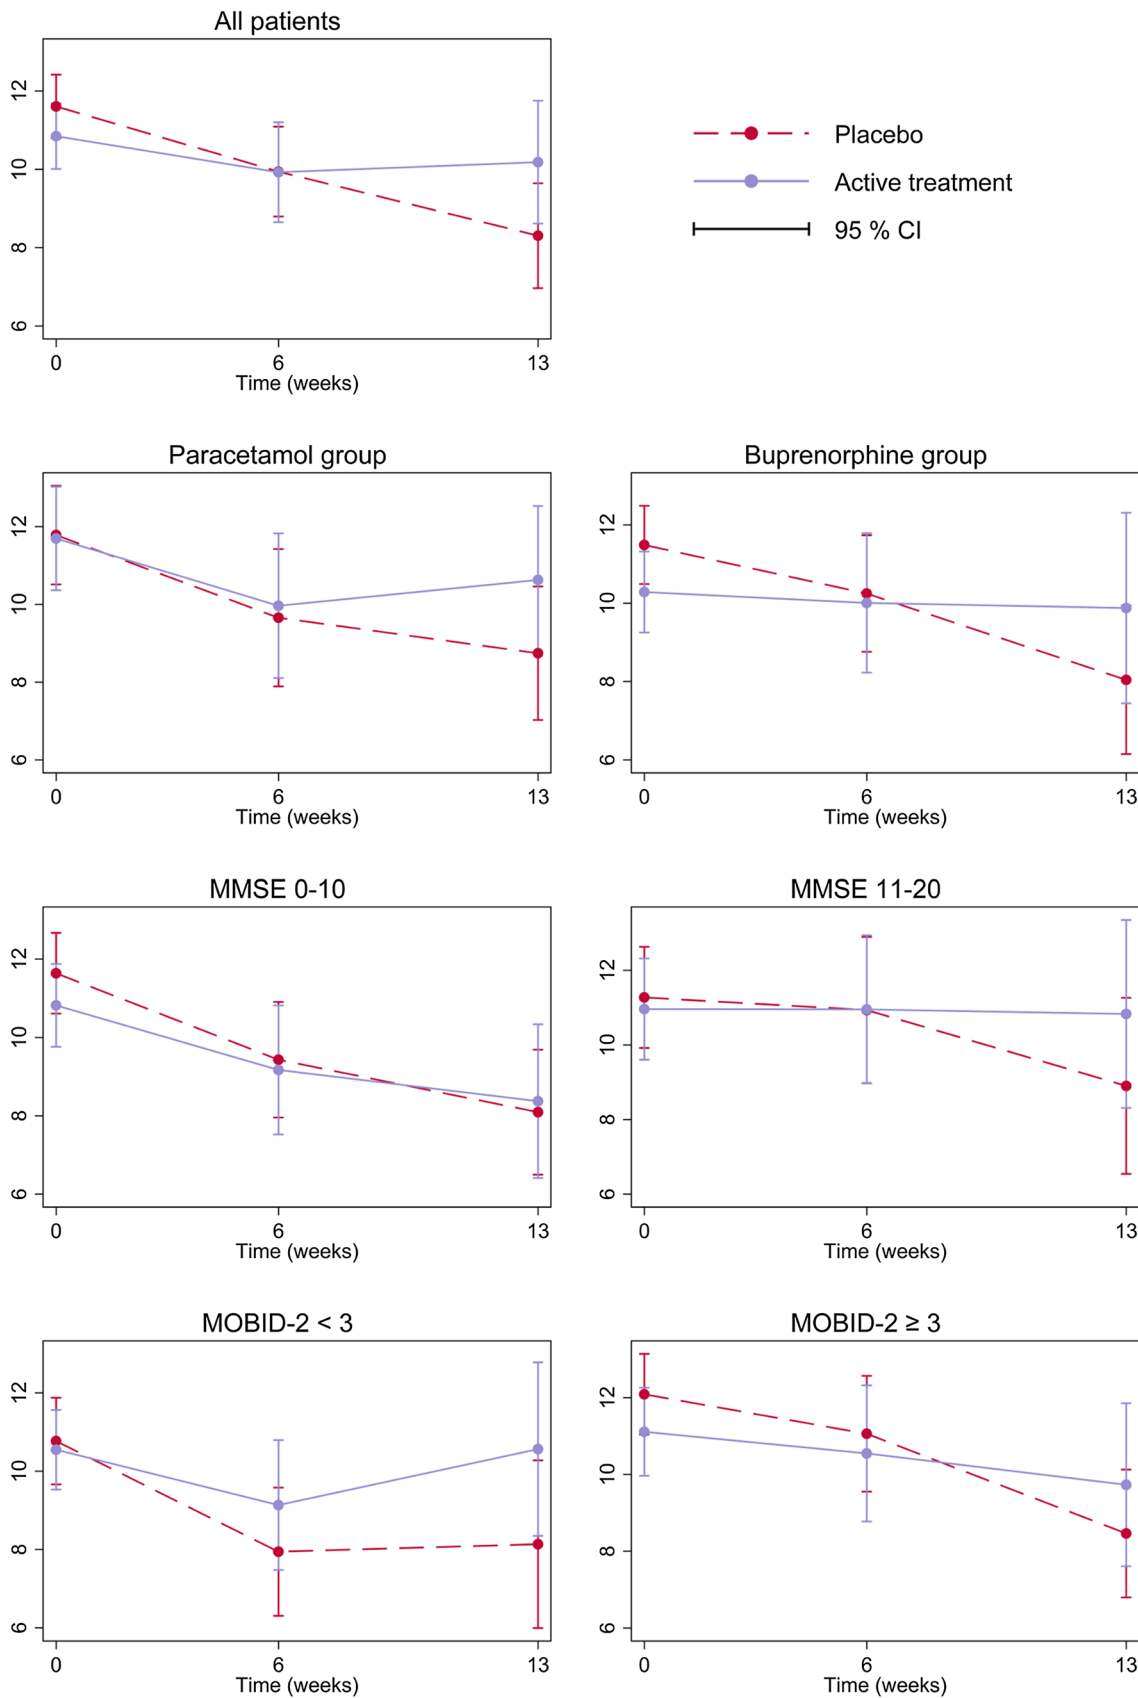 All patients
12
10
8
6
0 6 13
Time (weeks)
Placebo
Active treatment
95 % CI
Paracetamol group
12
10
8
6
0 6 13
Time (weeks)
Buprenorphine group
12
10
8
6
0 6 13
Time (weeks)
MMSE 0-10
12
10
8
6
0 6 13
Time (weeks)
MMSE 11-20
12
10
8
6
0 6 13
Time (weeks)
MOBID-2 < 3
12
10
8
6
0 6 13
Time (weeks)
MOBID-2 ≥ 3
12
10
8
6
0 6 13
Time (weeks)